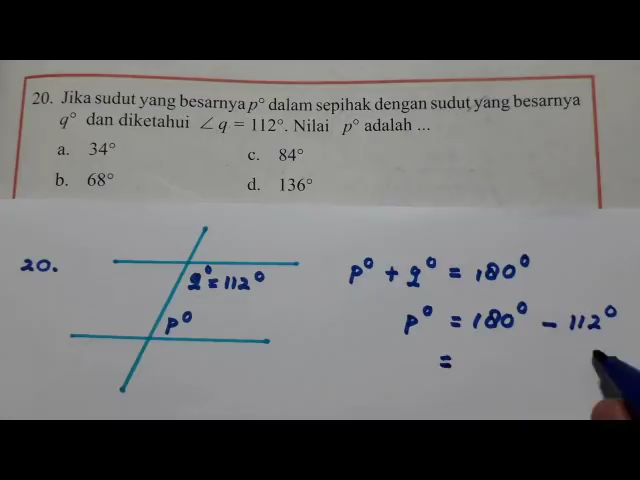 20. Jika sudut yang besarnya p° dalam sepihak dengan sudut yang besarnya
q° dan diketahui ∠ q = 112°. Nilai p° adalah ...
a. 34° c. 84°
b. 68° d. 136°
20.
q° = 112°
p°
p° + q° = 180°
p° = 180° - 112°
=